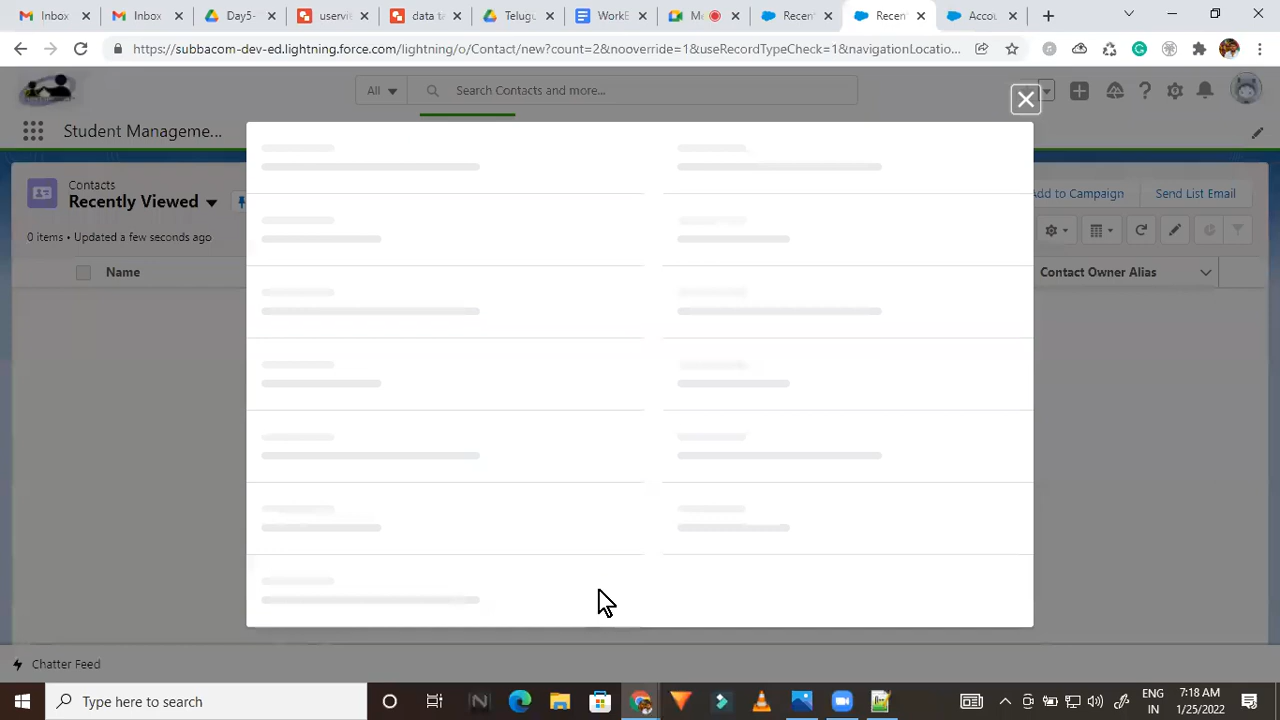 Inbox
Inbox
Day5-
uservi
data ta
Telugu
WorkB
M
Recen
Recen
Accou
https://subbacom-dev-ed.lightning.force.com/lightning/o/Contact/new?count=2&nooverride=1&useRecordTypeCheck=1&navigationLocatio...
All
Search Contacts and more...
Student Manageme...
Contacts
Recently Viewed
Add to Campaign
Send List Email
0 items • Updated a few seconds ago
Name
Contact Owner Alias
Chatter Feed
Type here to search
ENG
IN
7:18 AM
1/25/2022